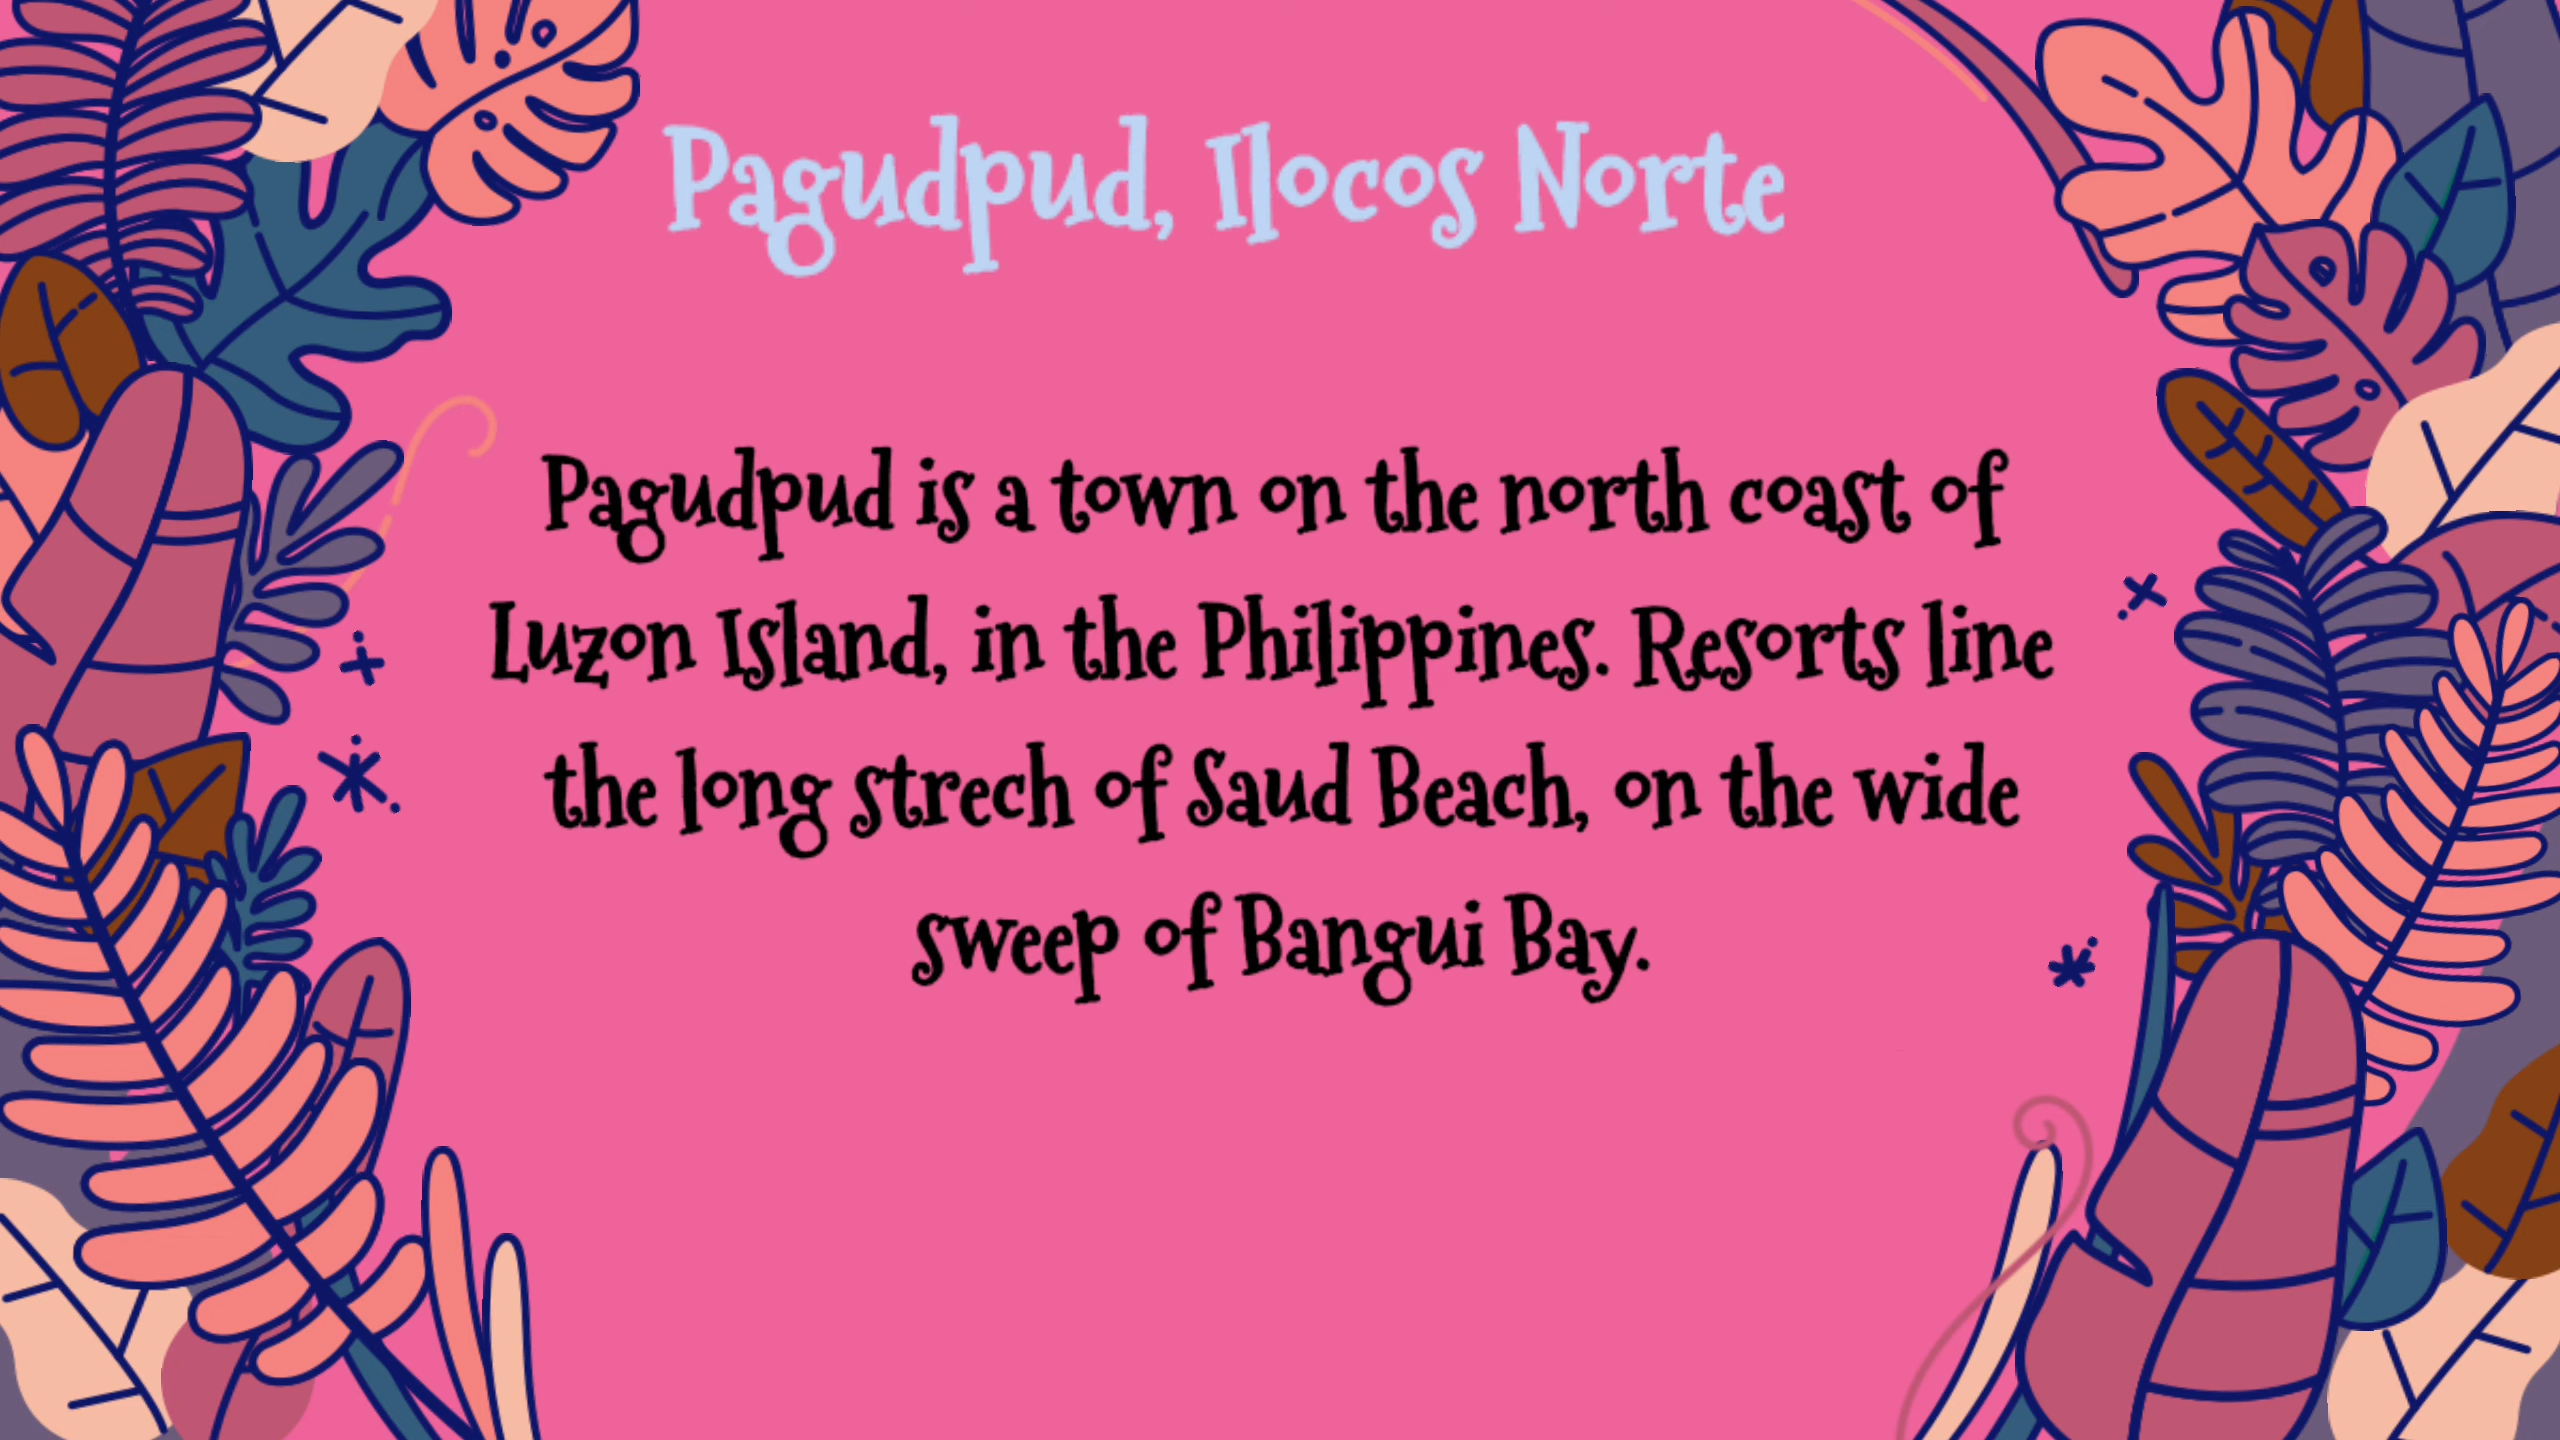 Pagudpud, Ilocos Norte
Pagudpud is a town on the north coast of
Luzon Island, in the Philippines. Resorts line
the long strech of Saud Beach, on the wide
sweep of Bangui Bay.